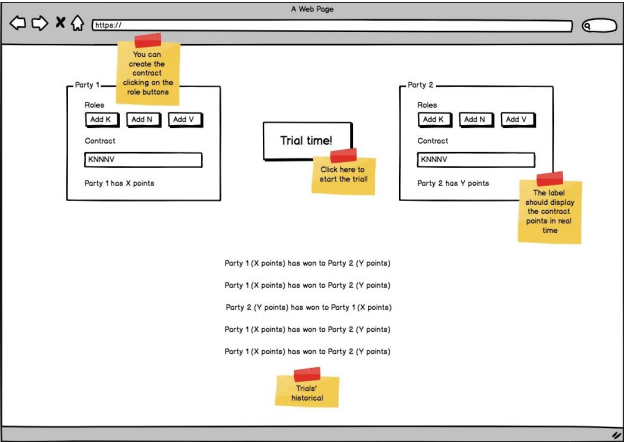 A Web Page
https://
You can
create the
contract
clicking on the
role buttons
Party 1
Roles
Add K Add N Add V
Contract
KNNNV
Party 1 has X points
Trial time!
Click here to
start the trial!
Party 2
Roles
Add K Add N Add V
Contract
KNNNV
Party 2 has Y points
The label
should display
the contract
points in real
time
Party 1 (X points) has won to Party 2 (Y points)
Party 1 (X points) has won to Party 2 (Y points)
Party 2 (Y points) has won to Party 1 (X points)
Party 1 (X points) has won to Party 2 (Y points)
Party 1 (X points) has won to Party 2 (Y points)
Trials'
historical